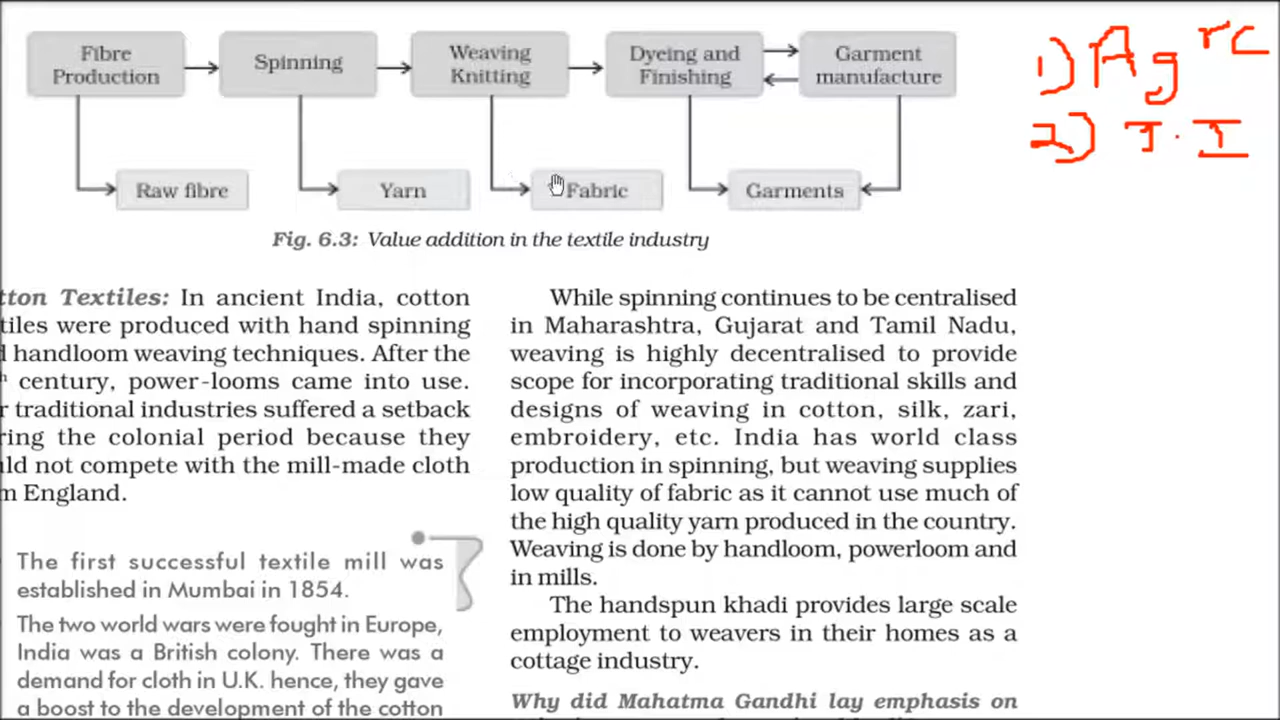 Fibre Production
Spinning
Weaving Knitting
Dyeing and Finishing
Garment manufacture
Raw fibre
Yarn
Fabric
Garments
Fig. 6.3: Value addition in the textile industry
1) Ag rc
2) T.I
tton Textiles: In ancient India, cotton
tiles were produced with hand spinning
d handloom weaving techniques. After the
h century, power-looms came into use.
r traditional industries suffered a setback
ring the colonial period because they
ld not compete with the mill-made cloth
m England.
The first successful textile mill was
established in Mumbai in 1854.
The two world wars were fought in Europe,
India was a British colony. There was a
demand for cloth in U.K. hence, they gave
a boost to the development of the cotton
While spinning continues to be centralised
in Maharashtra, Gujarat and Tamil Nadu,
weaving is highly decentralised to provide
scope for incorporating traditional skills and
designs of weaving in cotton, silk, zari,
embroidery, etc. India has world class
production in spinning, but weaving supplies
low quality of fabric as it cannot use much of
the high quality yarn produced in the country.
Weaving is done by handloom, powerloom and
in mills.
The handspun khadi provides large scale
employment to weavers in their homes as a
cottage industry.
Why did Mahatma Gandhi lay emphasis on